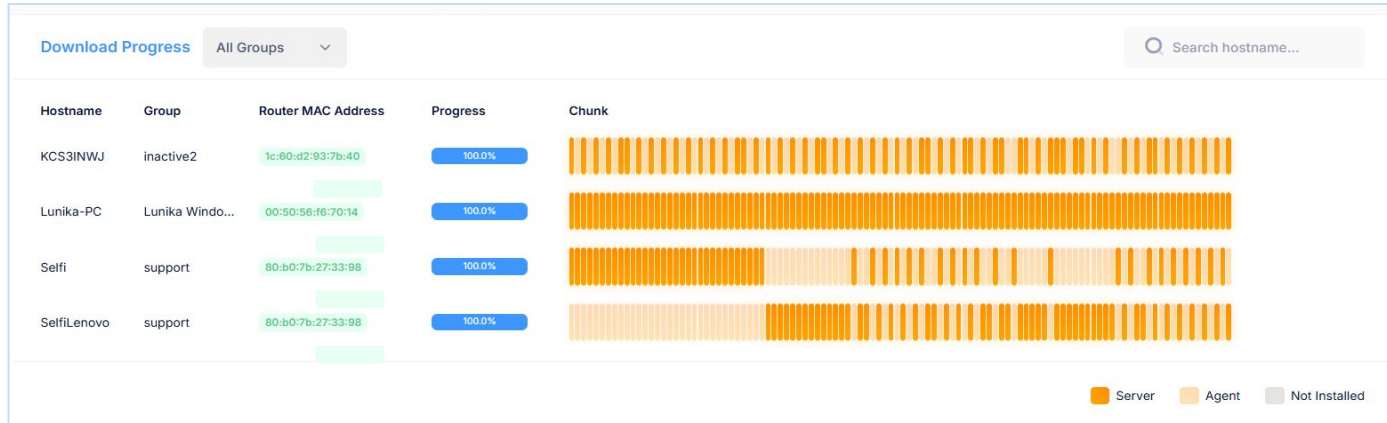 Download Progress All Groups Search hostname...
Hostname Group Router MAC Address Progress Chunk
KCS3INWJ inactive2 1c:60:d2:93:7b:40 100.0%
Lunika-PC Lunika Windo... 00:50:56:f6:70:14 100.0%
Selfi support 80:b0:7b:27:33:98 100.0%
SelfiLenovo support 80:b0:7b:27:33:98 100.0%
Server Agent Not Installed